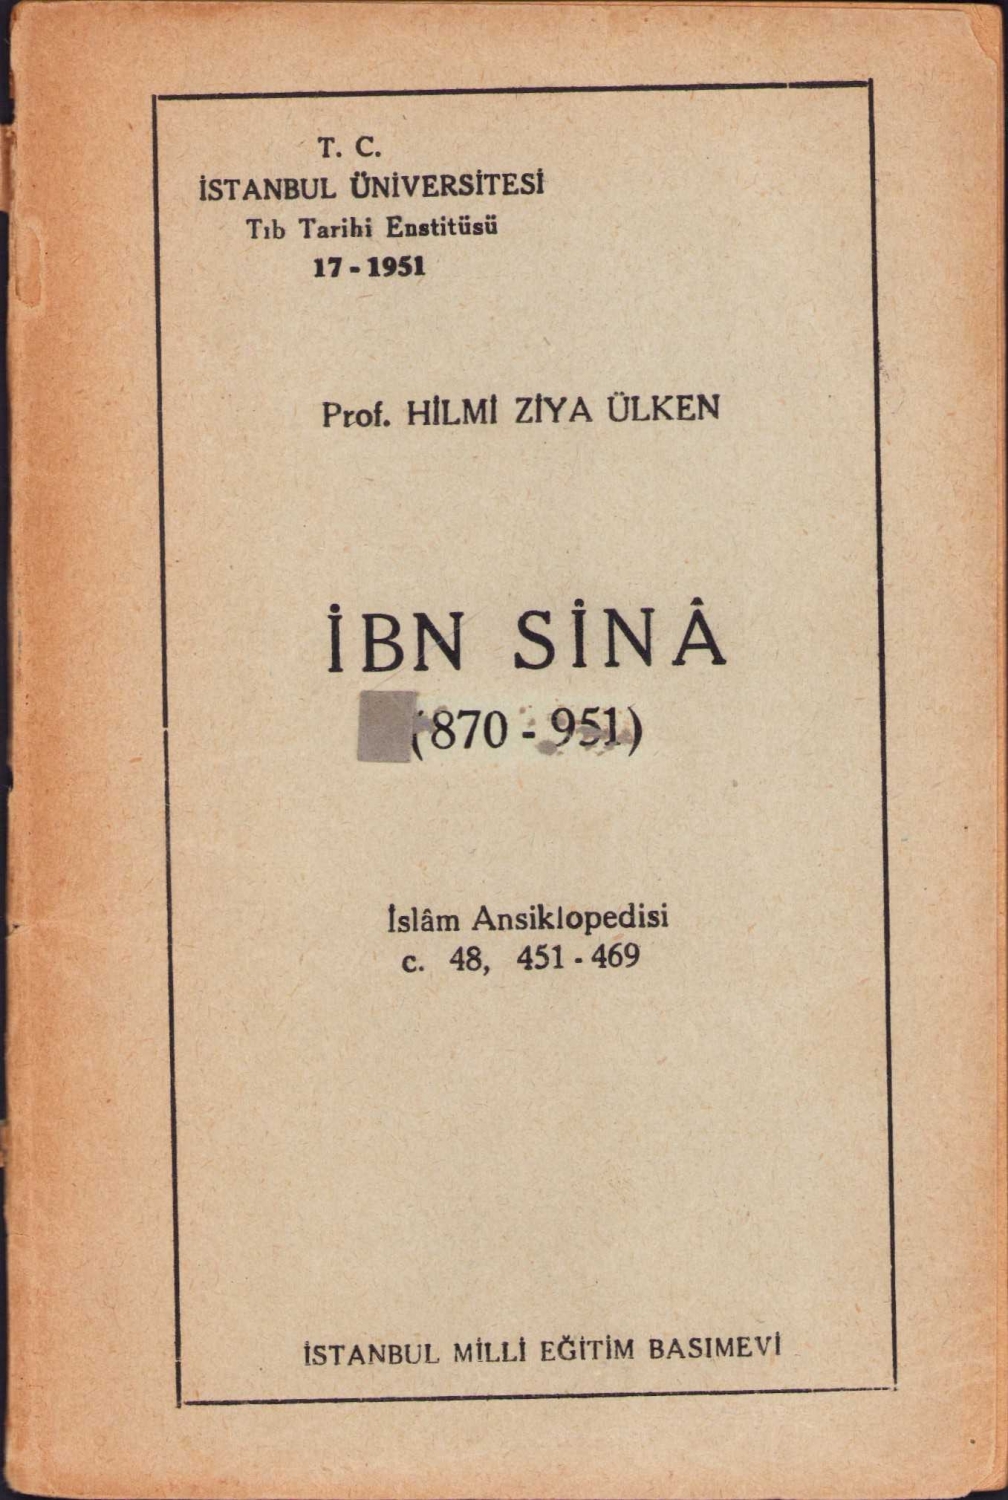 T. C.
İSTANBUL ÜNİVERSİTESİ
Tıb Tarihi Enstitüsü
17 - 1951
Prof. HİLMİ ZİYA ÜLKEN
İBN SİNÂ
(870 - 951)
İslâm Ansiklopedisi
c. 48, 451 - 469
İSTANBUL MİLLİ EĞİTİM BASIMEVİ